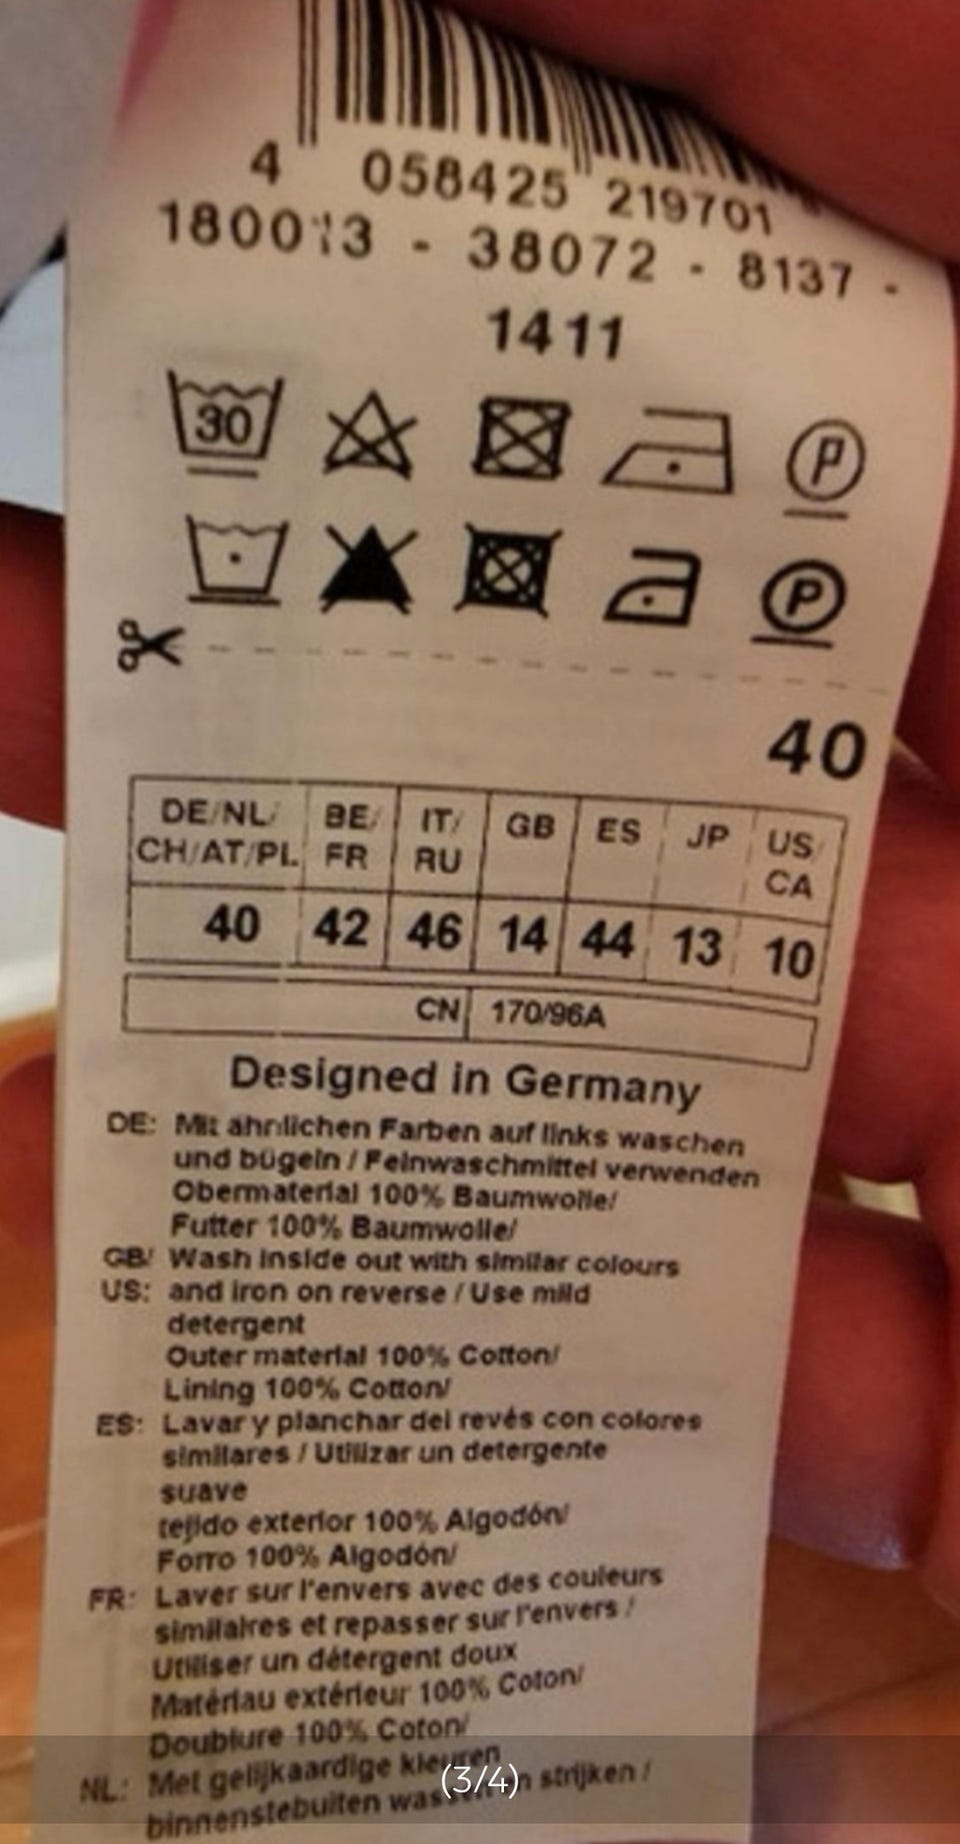 4 058425 219701
180013 - 38072 - 8137 -
1411
30 P
P
40
DE/NL/ BE/ IT/ GB ES JP US/
CH/AT/PL FR RU CA
40 42 46 14 44 13 10
CN 170/96A
Designed in Germany
DE: Mit ähnlichen Farben auf links waschen
und bügeln / Feinwaschmittel verwenden
Obermaterial 100% Baumwolle/
Futter 100% Baumwolle/
GB/ Wash inside out with similar colours
US: and iron on reverse / Use mild
detergent
Outer material 100% Cotton/
Lining 100% Cotton/
ES: Lavar y planchar del revés con colores
similares / Utilizar un detergente
suave
tejido exterior 100% Algodón/
Forro 100% Algodón/
FR: Laver sur l'envers avec des couleurs
similaires et repasser sur l'envers /
Utiliser un détergent doux
Matériau extérieur 100% Coton/
Doublure 100% Coton/
NL: Met gelijkaardige kleuren
binnenstebuiten strijken /
(3/4)